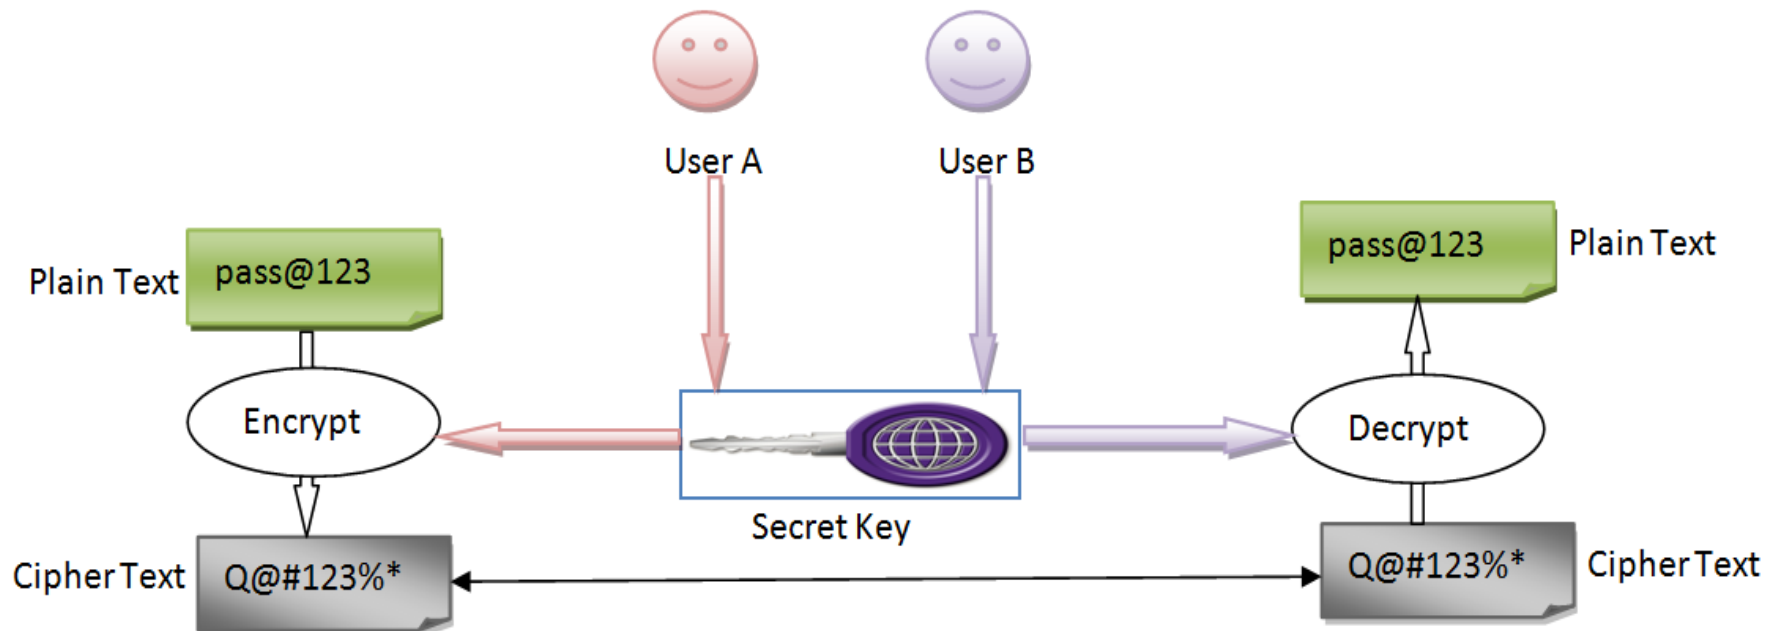 User A
User B
pass@123
Plain Text
pass@123
Plain Text
Encrypt
Decrypt
Secret Key
Cipher Text
Q@#123%*
Q@#123%*
Cipher Text